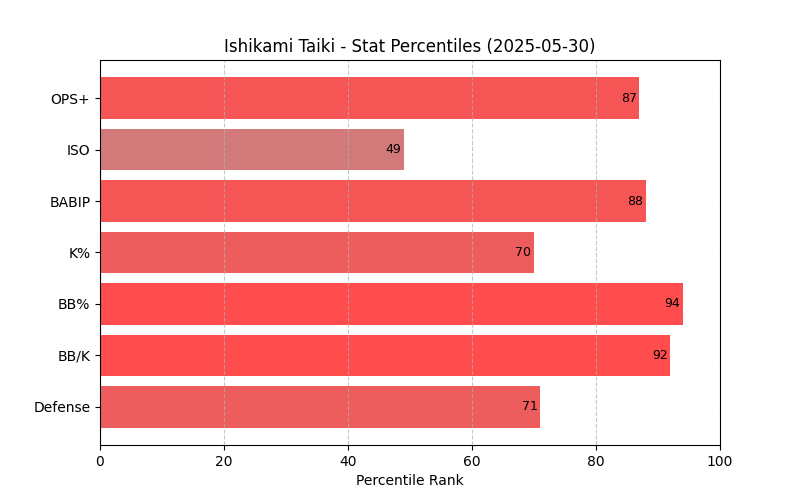 Ishikami Taiki - Stat Percentiles (2025-05-30)
OPS+ 87
ISO 49
BABIP 88
K% 70
BB% 94
BB/K 92
Defense 71
0 20 40 60 80 100
Percentile Rank